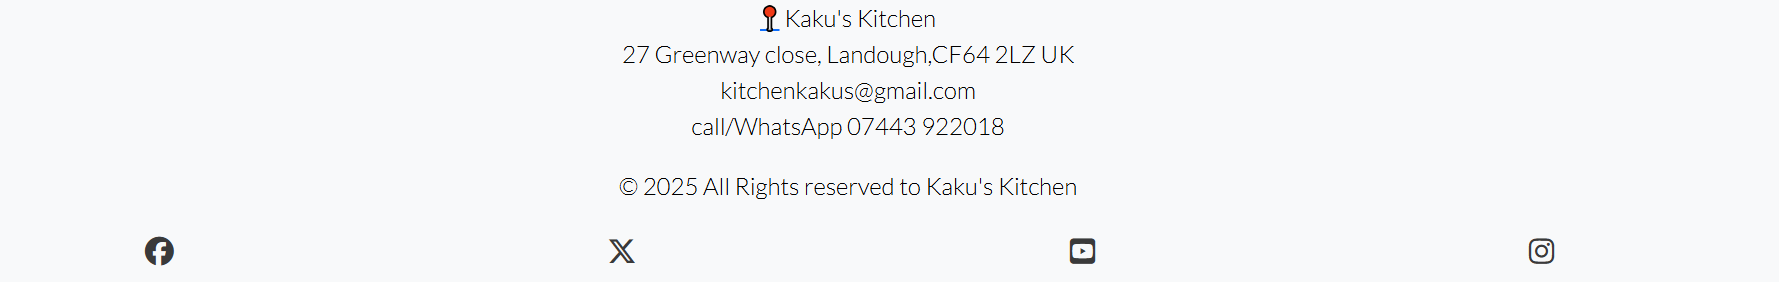 Kaku's Kitchen
27 Greenway close, Landough,CF64 2LZ UK
kitchenkakus@gmail.com
call/WhatsApp 07443 922018
© 2025 All Rights reserved to Kaku's Kitchen